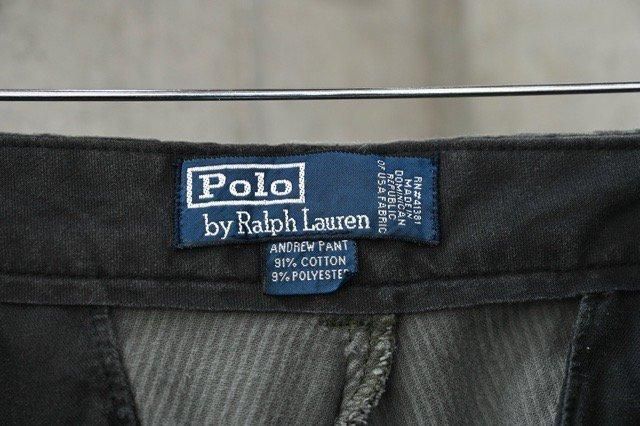 Polo
by Ralph Lauren
RN#41381
MADE IN
DOMINICAN
REPUBLIC
of USA FABRIC
ANDREW PANT
91% COTTON
9% POLYESTER